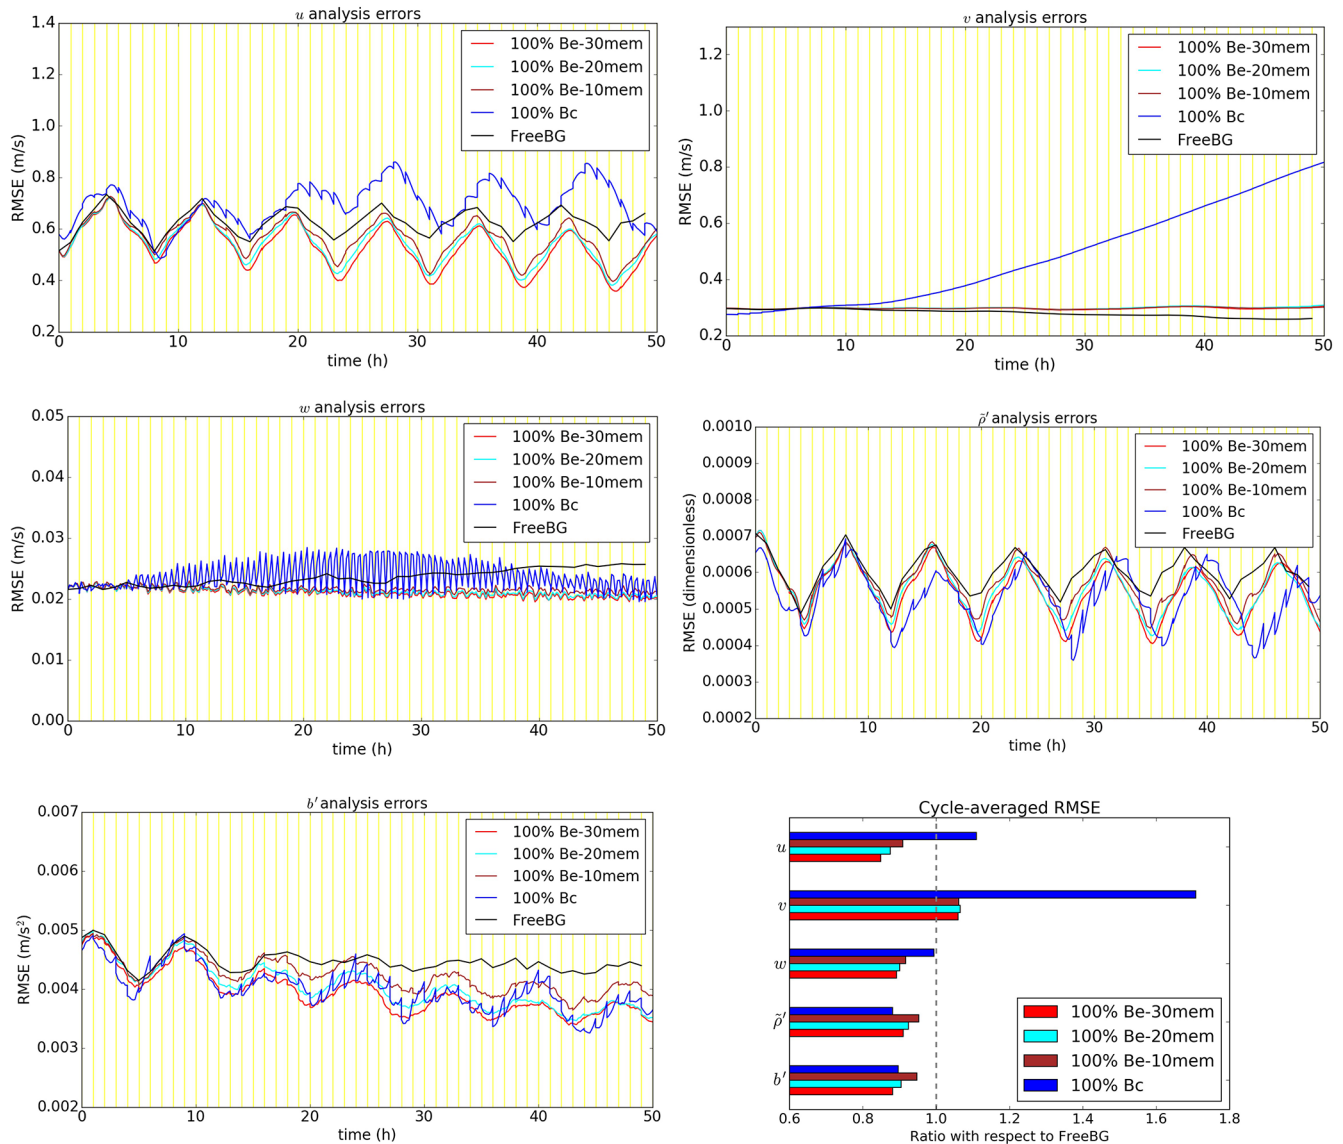 u analysis errors
1.4
1.2
1.0
0.8
0.6
0.4
0.2
RMSE (m/s)
100% Be-30mem
100% Be-20mem
100% Be-10mem
100% Bc
FreeBG
0 10 20 30 40 50
time (h)
v analysis errors
1.2
1.0
0.8
0.6
0.4
0.2
RMSE (m/s)
100% Be-30mem
100% Be-20mem
100% Be-10mem
100% Bc
FreeBG
0 10 20 30 40 50
time (h)
w analysis errors
0.05
0.04
0.03
0.02
0.01
0.00
RMSE (m/s)
100% Be-30mem
100% Be-20mem
100% Be-10mem
100% Bc
FreeBG
0 10 20 30 40 50
time (h)
ρ̃′ analysis errors
0.0010
0.0009
0.0008
0.0007
0.0006
0.0005
0.0004
0.0003
0.0002
RMSE (dimensionless)
100% Be-30mem
100% Be-20mem
100% Be-10mem
100% Bc
FreeBG
0 10 20 30 40 50
time (h)
b′ analysis errors
0.007
0.006
0.005
0.004
0.003
0.002
RMSE (m/s²)
100% Be-30mem
100% Be-20mem
100% Be-10mem
100% Bc
FreeBG
0 10 20 30 40 50
time (h)
Cycle-averaged RMSE
u
v
w
ρ̃′
b′
100% Be-30mem
100% Be-20mem
100% Be-10mem
100% Bc
0.6 0.8 1.0 1.2 1.4 1.6 1.8
Ratio with respect to FreeBG